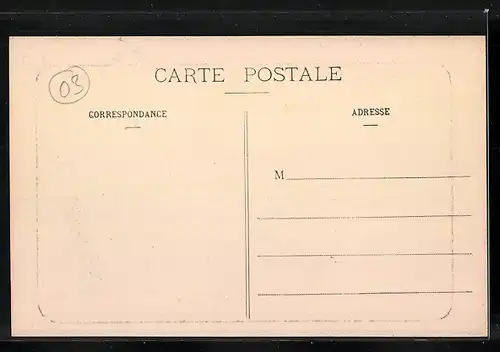 03
CARTE POSTALE
CORRESPONDANCE
ADRESSE
M